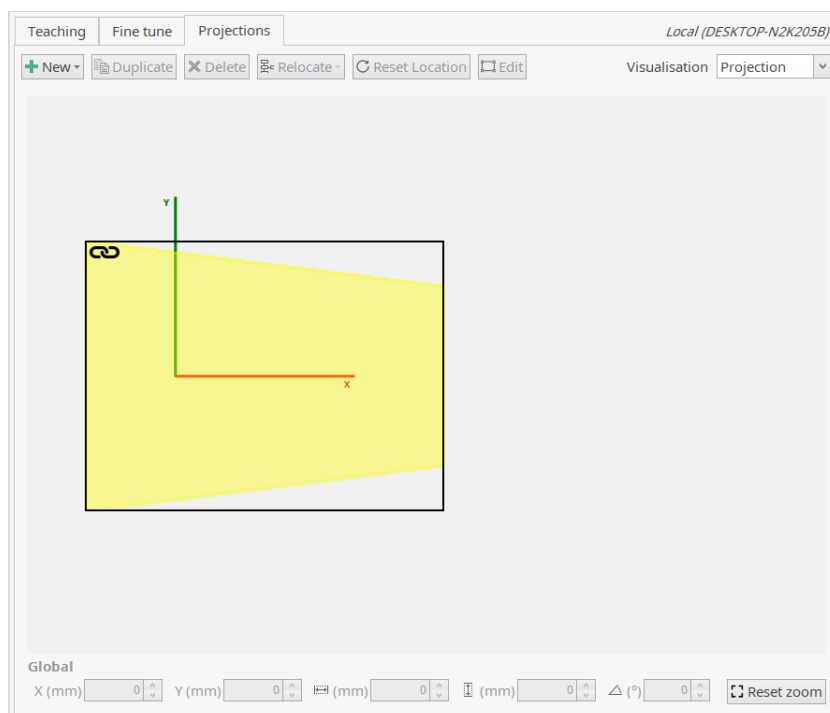 Teaching Fine tune Projections Local (DESKTOP-N2K205B)
New Duplicate Delete Relocate Reset Location Edit Visualisation Projection
Y
X
Global
X (mm) 0 Y (mm) 0 (mm) 0 (mm) 0 (°) 0 Reset zoom